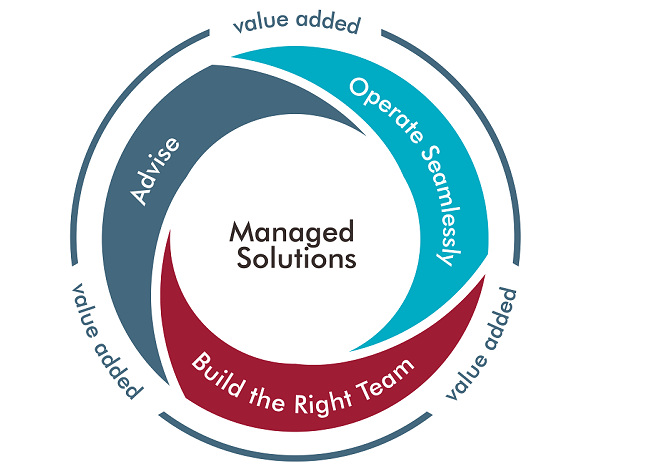 value added
Operate Seamlessly
Advise
Managed
Solutions
value added
value added
Build the Right Team